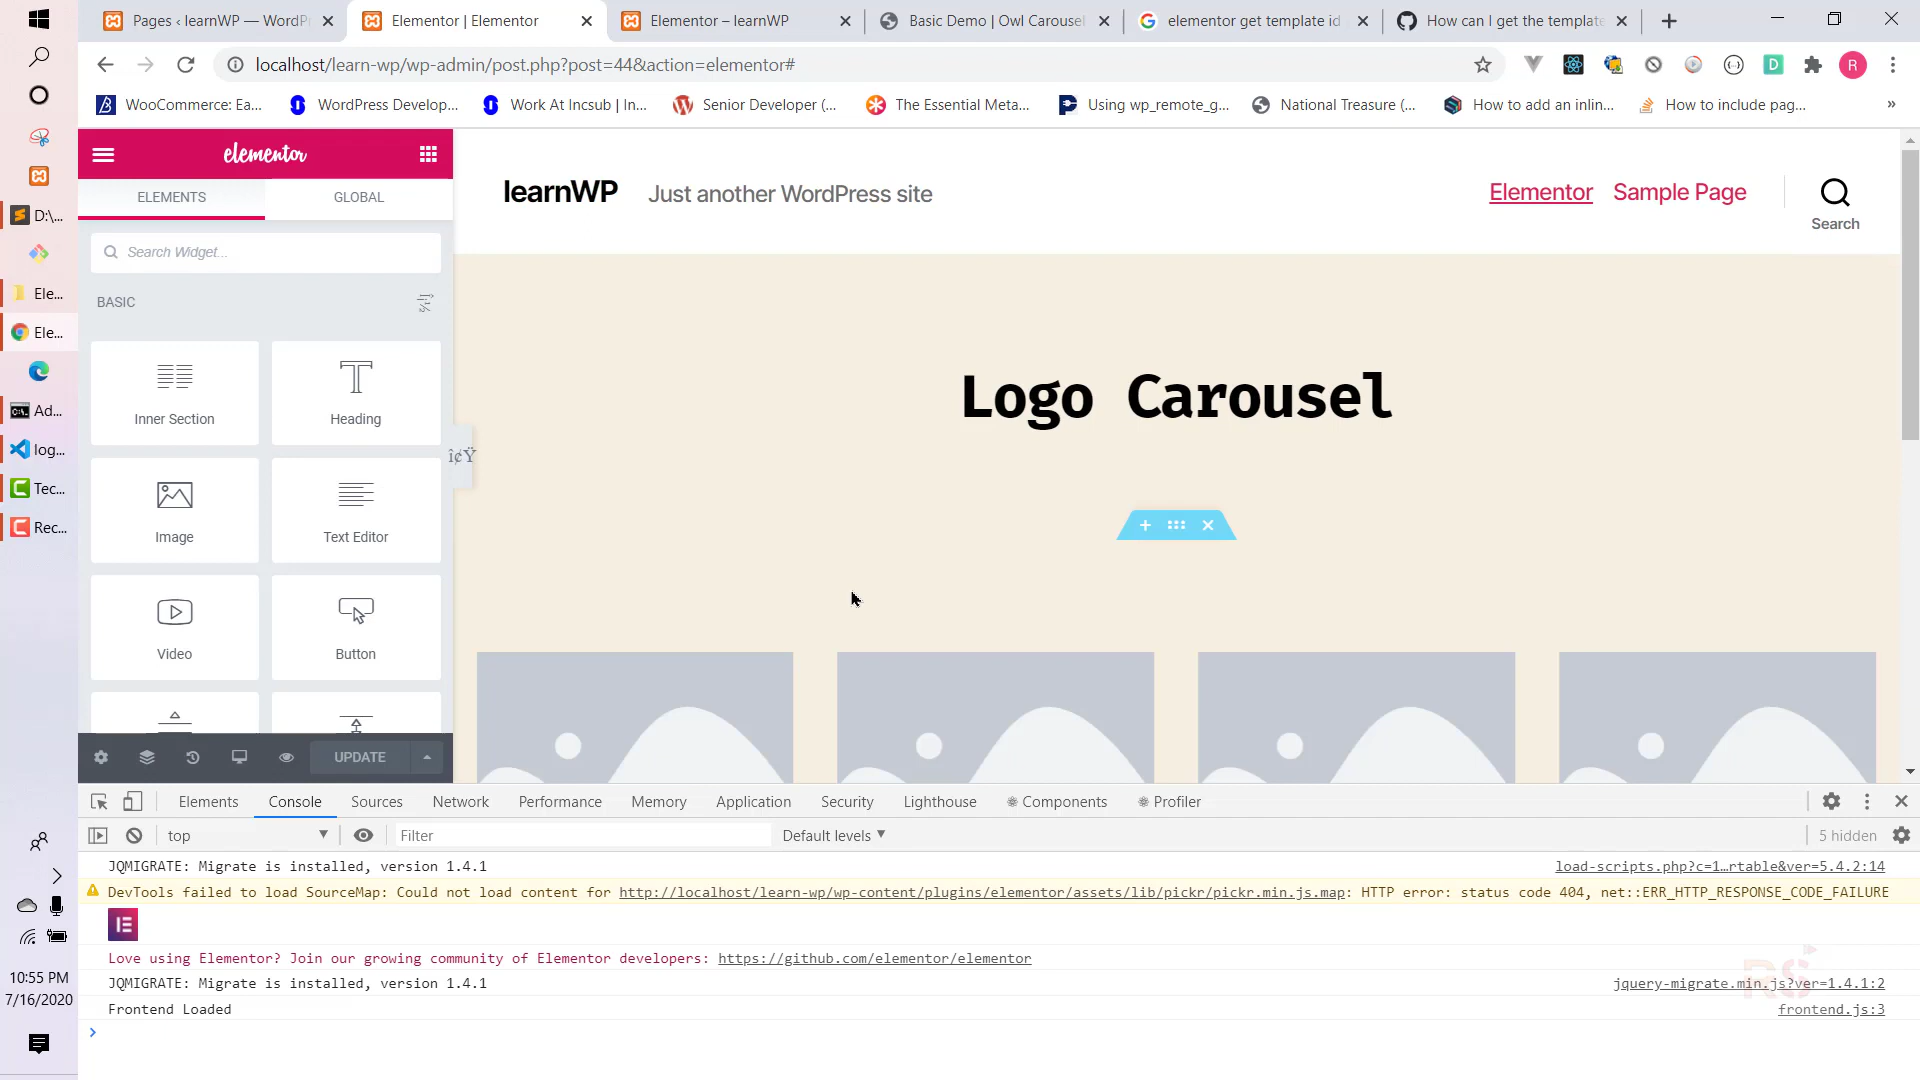 Pages ‹ learnWP — WordPr
Elementor | Elementor
Elementor – learnWP
Basic Demo | Owl Carousel
elementor get template id
How can I get the template
localhost/learn-wp/wp-admin/post.php?post=44&action=elementor#
R
WooCommerce: Ea...
WordPress Develop...
Work At Incsub | In...
Senior Developer (...
The Essential Meta...
Using wp_remote_g...
National Treasure (...
How to add an inlin...
How to include pag...
»
D:\...
Ele...
Ele...
Ad...
log...
Tec...
Rec...
10:55 PM
7/16/2020
elementor
ELEMENTS
GLOBAL
Search Widget...
BASIC
Inner Section
Heading
Image
Text Editor
Video
Button
UPDATE
learnWP
Just another WordPress site
Elementor
Sample Page
Search
Logo Carousel
î¢Ÿ
Elements
Console
Sources
Network
Performance
Memory
Application
Security
Lighthouse
Components
Profiler
top
Filter
Default levels
5 hidden
JQMIGRATE: Migrate is installed, version 1.4.1
load-scripts.php?c=1…rtable&ver=5.4.2:14
DevTools failed to load SourceMap: Could not load content for http://localhost/learn-wp/wp-content/plugins/elementor/assets/lib/pickr/pickr.min.js.map: HTTP error: status code 404, net::ERR_HTTP_RESPONSE_CODE_FAILURE
Love using Elementor? Join our growing community of Elementor developers: https://github.com/elementor/elementor
JQMIGRATE: Migrate is installed, version 1.4.1
jquery-migrate.min.js?ver=1.4.1:2
Frontend Loaded
frontend.js:3
RS